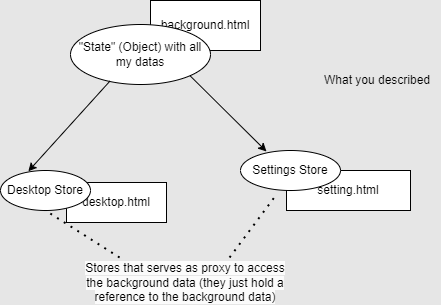 background.html
"State" (Object) with all
my datas
What you described
Settings Store
setting.html
Desktop Store
desktop.html
Stores that serves as proxy to access
the background data (they just hold a
reference to the background data)